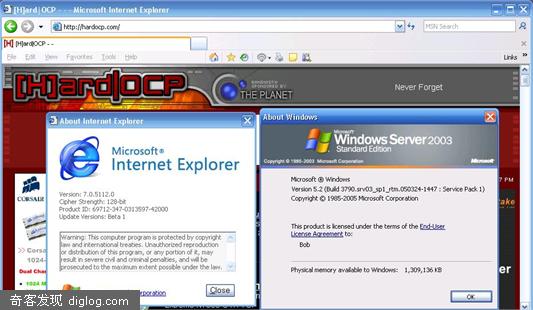 [H]ard|OCP - - - Microsoft Internet Explorer
http://hardocp.com/
MSN Search
[H]ard|OCP - -
File Edit View Favorites Tools Help
Links »
[H]ard|OCP
BANDWIDTH SPONSORED BY THE PLANET
Never Forget
About Internet Explorer
Microsoft®
Internet Explorer
Version: 7.0.5112.0
Cipher Strength: 128-bit
Product ID: 69712-347-0313597-42000
Update Versions: Beta 1
Warning: This computer program is protected by copyright
law and international treaties. Unauthorized reproduction
or distribution of this program, or any portion of it, may
result in severe civil and criminal penalties, and will be
prosecuted to the maximum extent possible under the law.
Corporation
Close
About Windows
Microsoft
Windows Server 2003
Standard Edition
Copyright © 1985-2005 Microsoft Corporation
Microsoft
Microsoft ® Windows
Version 5.2 (Build 3790.srv03_sp1_rtm.050324-1447 : Service Pack 1)
Copyright © 1985-2005 Microsoft Corporation
This product is licensed under the terms of the End-User
License Agreement to:
Bob
Physical memory available to Windows: 1,309,136 KB
OK
CORSAIR
Corsair
Dual Chan
1024 M
7 PM
take
er
奇客发现 diglog.com